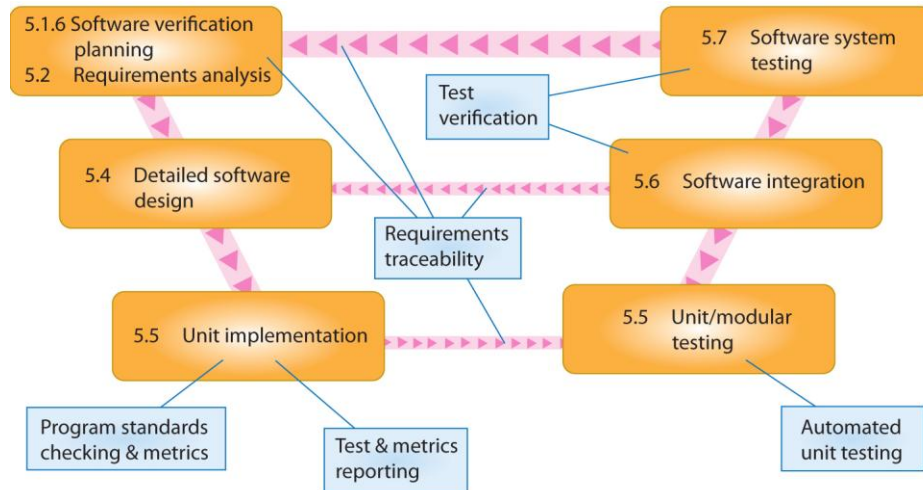 5.1.6 Software verification
planning
5.2 Requirements analysis
5.7 Software system
testing
Test
verification
5.4 Detailed software
design
5.6 Software integration
Requirements
traceability
5.5 Unit implementation
5.5 Unit/modular
testing
Program standards
checking & metrics
Test & metrics
reporting
Automated
unit testing